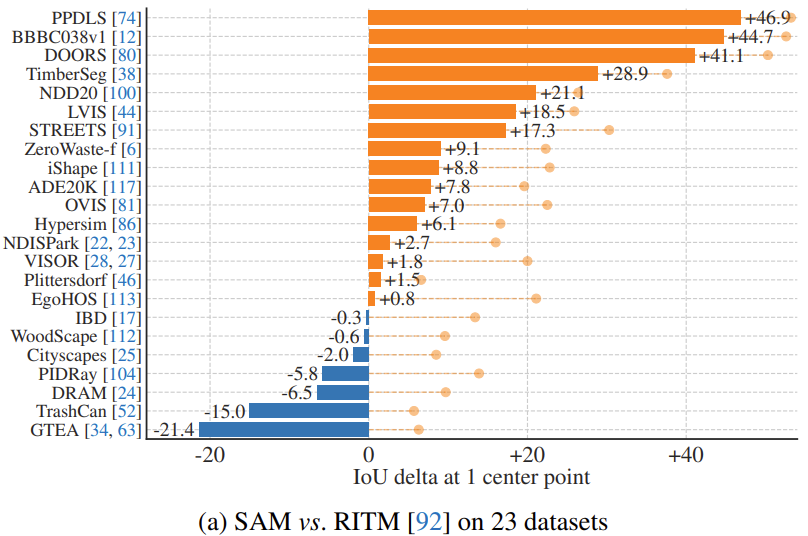 PPDLS [74] +46.9
BBBC038v1 [12] +44.7
DOORS [80] +41.1
TimberSeg [38] +28.9
NDD20 [100] +21.1
LVIS [44] +18.5
STREETS [91] +17.3
ZeroWaste-f [6] +9.1
iShape [111] +8.8
ADE20K [117] +7.8
OVIS [81] +7.0
Hypersim [86] +6.1
NDISPark [22, 23] +2.7
VISOR [28, 27] +1.8
Plittersdorf [46] +1.5
EgoHOS [113] +0.8
IBD [17] -0.3
WoodScape [112] -0.6
Cityscapes [25] -2.0
PIDRay [104] -5.8
DRAM [24] -6.5
TrashCan [52] -15.0
GTEA [34, 63] -21.4
-20 0 +20 +40
IoU delta at 1 center point
(a) SAM vs. RITM [92] on 23 datasets